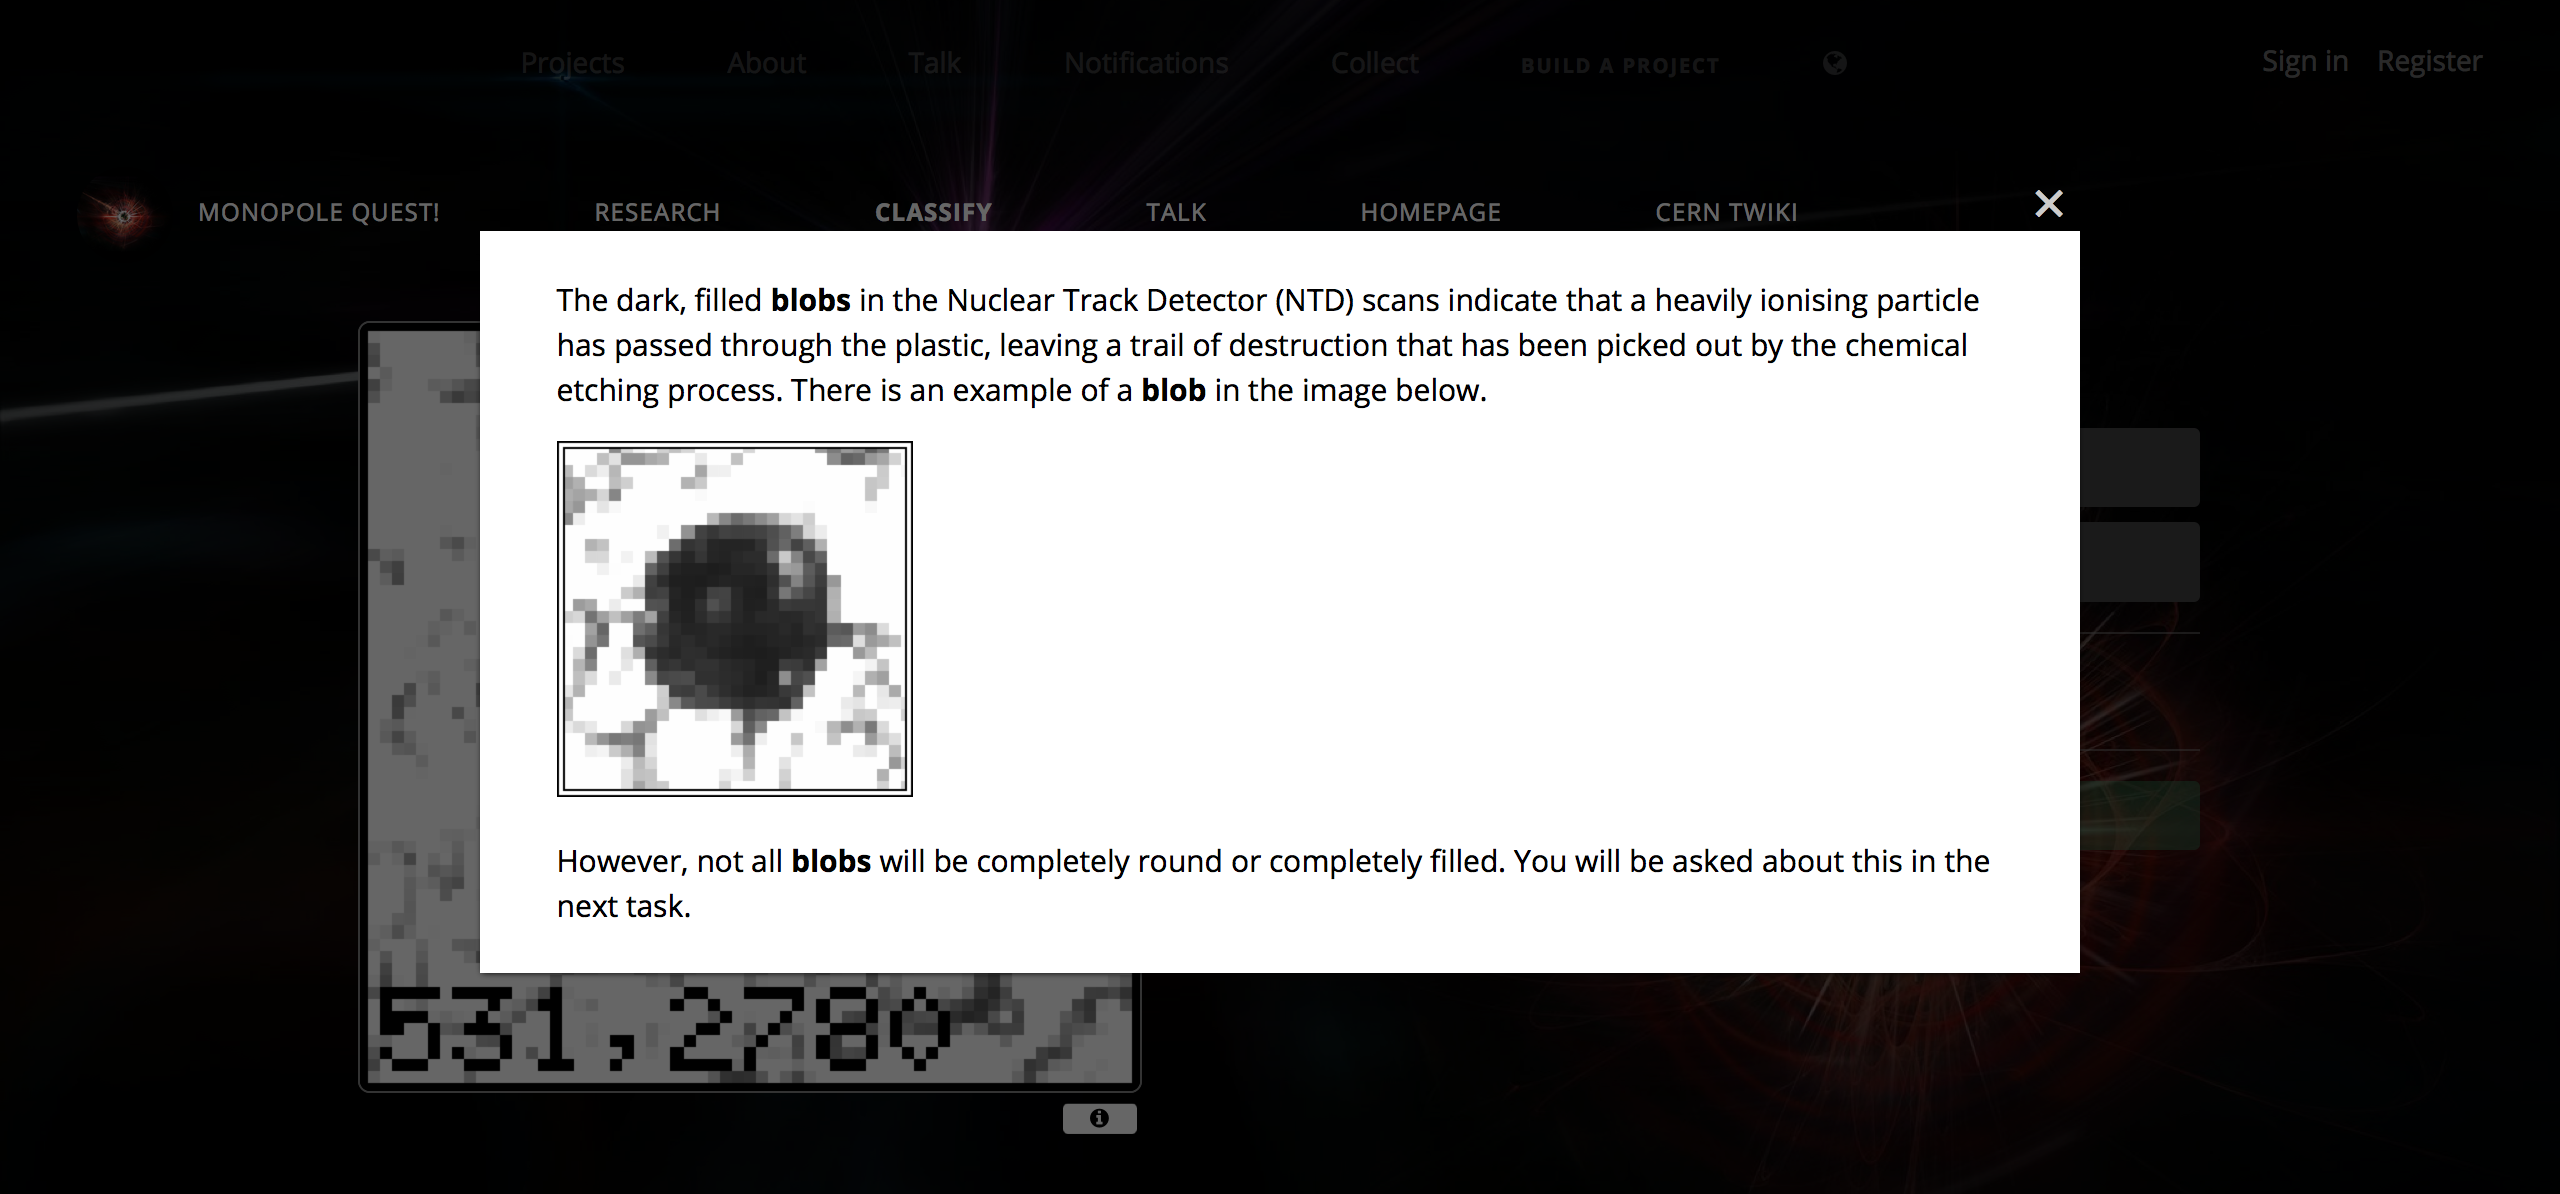 Projects About Talk Notifications Collect BUILD A PROJECT Sign in Register
MONOPOLE QUEST! RESEARCH CLASSIFY TALK HOMEPAGE CERN TWIKI
The dark, filled blobs in the Nuclear Track Detector (NTD) scans indicate that a heavily ionising particle
has passed through the plastic, leaving a trail of destruction that has been picked out by the chemical
etching process. There is an example of a blob in the image below.
However, not all blobs will be completely round or completely filled. You will be asked about this in the
next task.
531,278◊